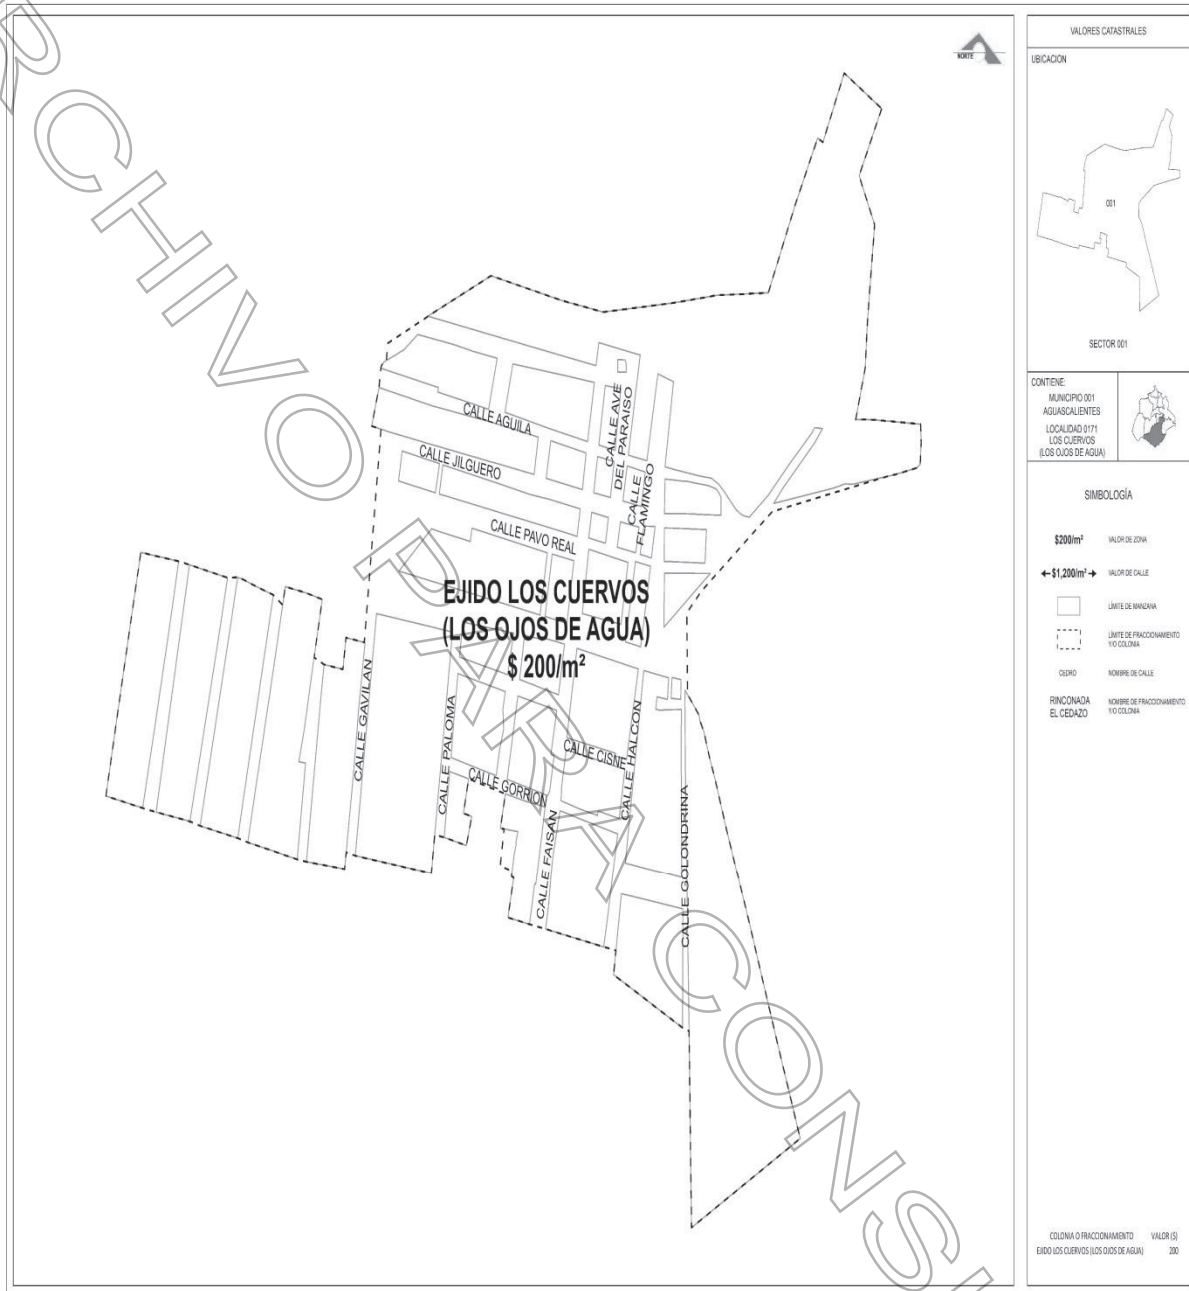 NORTE
CALLE AGUILA
CALLE JILGUERO
CALLE PAVO REAL
CALLE AVE
DEL PARAISO
CALLE
FLAMINGO
EJIDO LOS CUERVOS
(LOS OJOS DE AGUA)
$ 200/m²
CALLE GAVILAN
CALLE PALOMA
CALLE GORRION
CALLE CISNE
CALLE HALCON
CALLE FAISAN
CALLE GOLONDRINA
RCHIVO PARA CONS
VALORES CATASTRALES
UBICACION
001
SECTOR 001
CONTIENE:
MUNICIPIO 001
AGUASCALIENTES
LOCALIDAD 0171
LOS CUERVOS
(LOS OJOS DE AGUA)
SIMBOLOGÍA
$200/m² VALOR DE ZONA
$1,200/m² VALOR DE CALLE
LÍMITE DE MANZANA
LÍMITE DE FRACCIONAMIENTO
Y/O COLONIA
CEDRO NOMBRE DE CALLE
RINCONADA
EL CEDAZO
NOMBRE DE FRACCIONAMIENTO
Y/O COLONIA
COLONIA O FRACCIONAMIENTO VALOR ($)
EJIDO LOS CUERVOS (LOS OJOS DE AGUA) 200